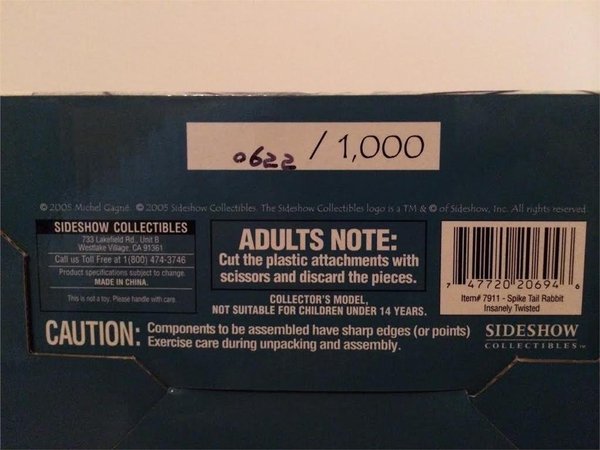 0622 / 1,000
© 2005 Michel Gagné. © 2005 Sideshow Collectibles. The Sideshow Collectibles logo is a TM & © of Sideshow, Inc. All rights reserved.
SIDESHOW COLLECTIBLES
733 Lakefield Rd., Unit B
Westlake Village, CA 91361
Call us Toll Free at 1(800) 474-3746
Product specifications subject to change.
MADE IN CHINA.
This is not a toy. Please handle with care.
ADULTS NOTE:
Cut the plastic attachments with
scissors and discard the pieces.
COLLECTOR'S MODEL,
NOT SUITABLE FOR CHILDREN UNDER 14 YEARS.
7 47720 20694 6
Item# 7911 - Spike Tail Rabbit
Insanely Twisted
CAUTION: Components to be assembled have sharp edges (or points)
Exercise care during unpacking and assembly.
SIDESHOW
COLLECTIBLES™